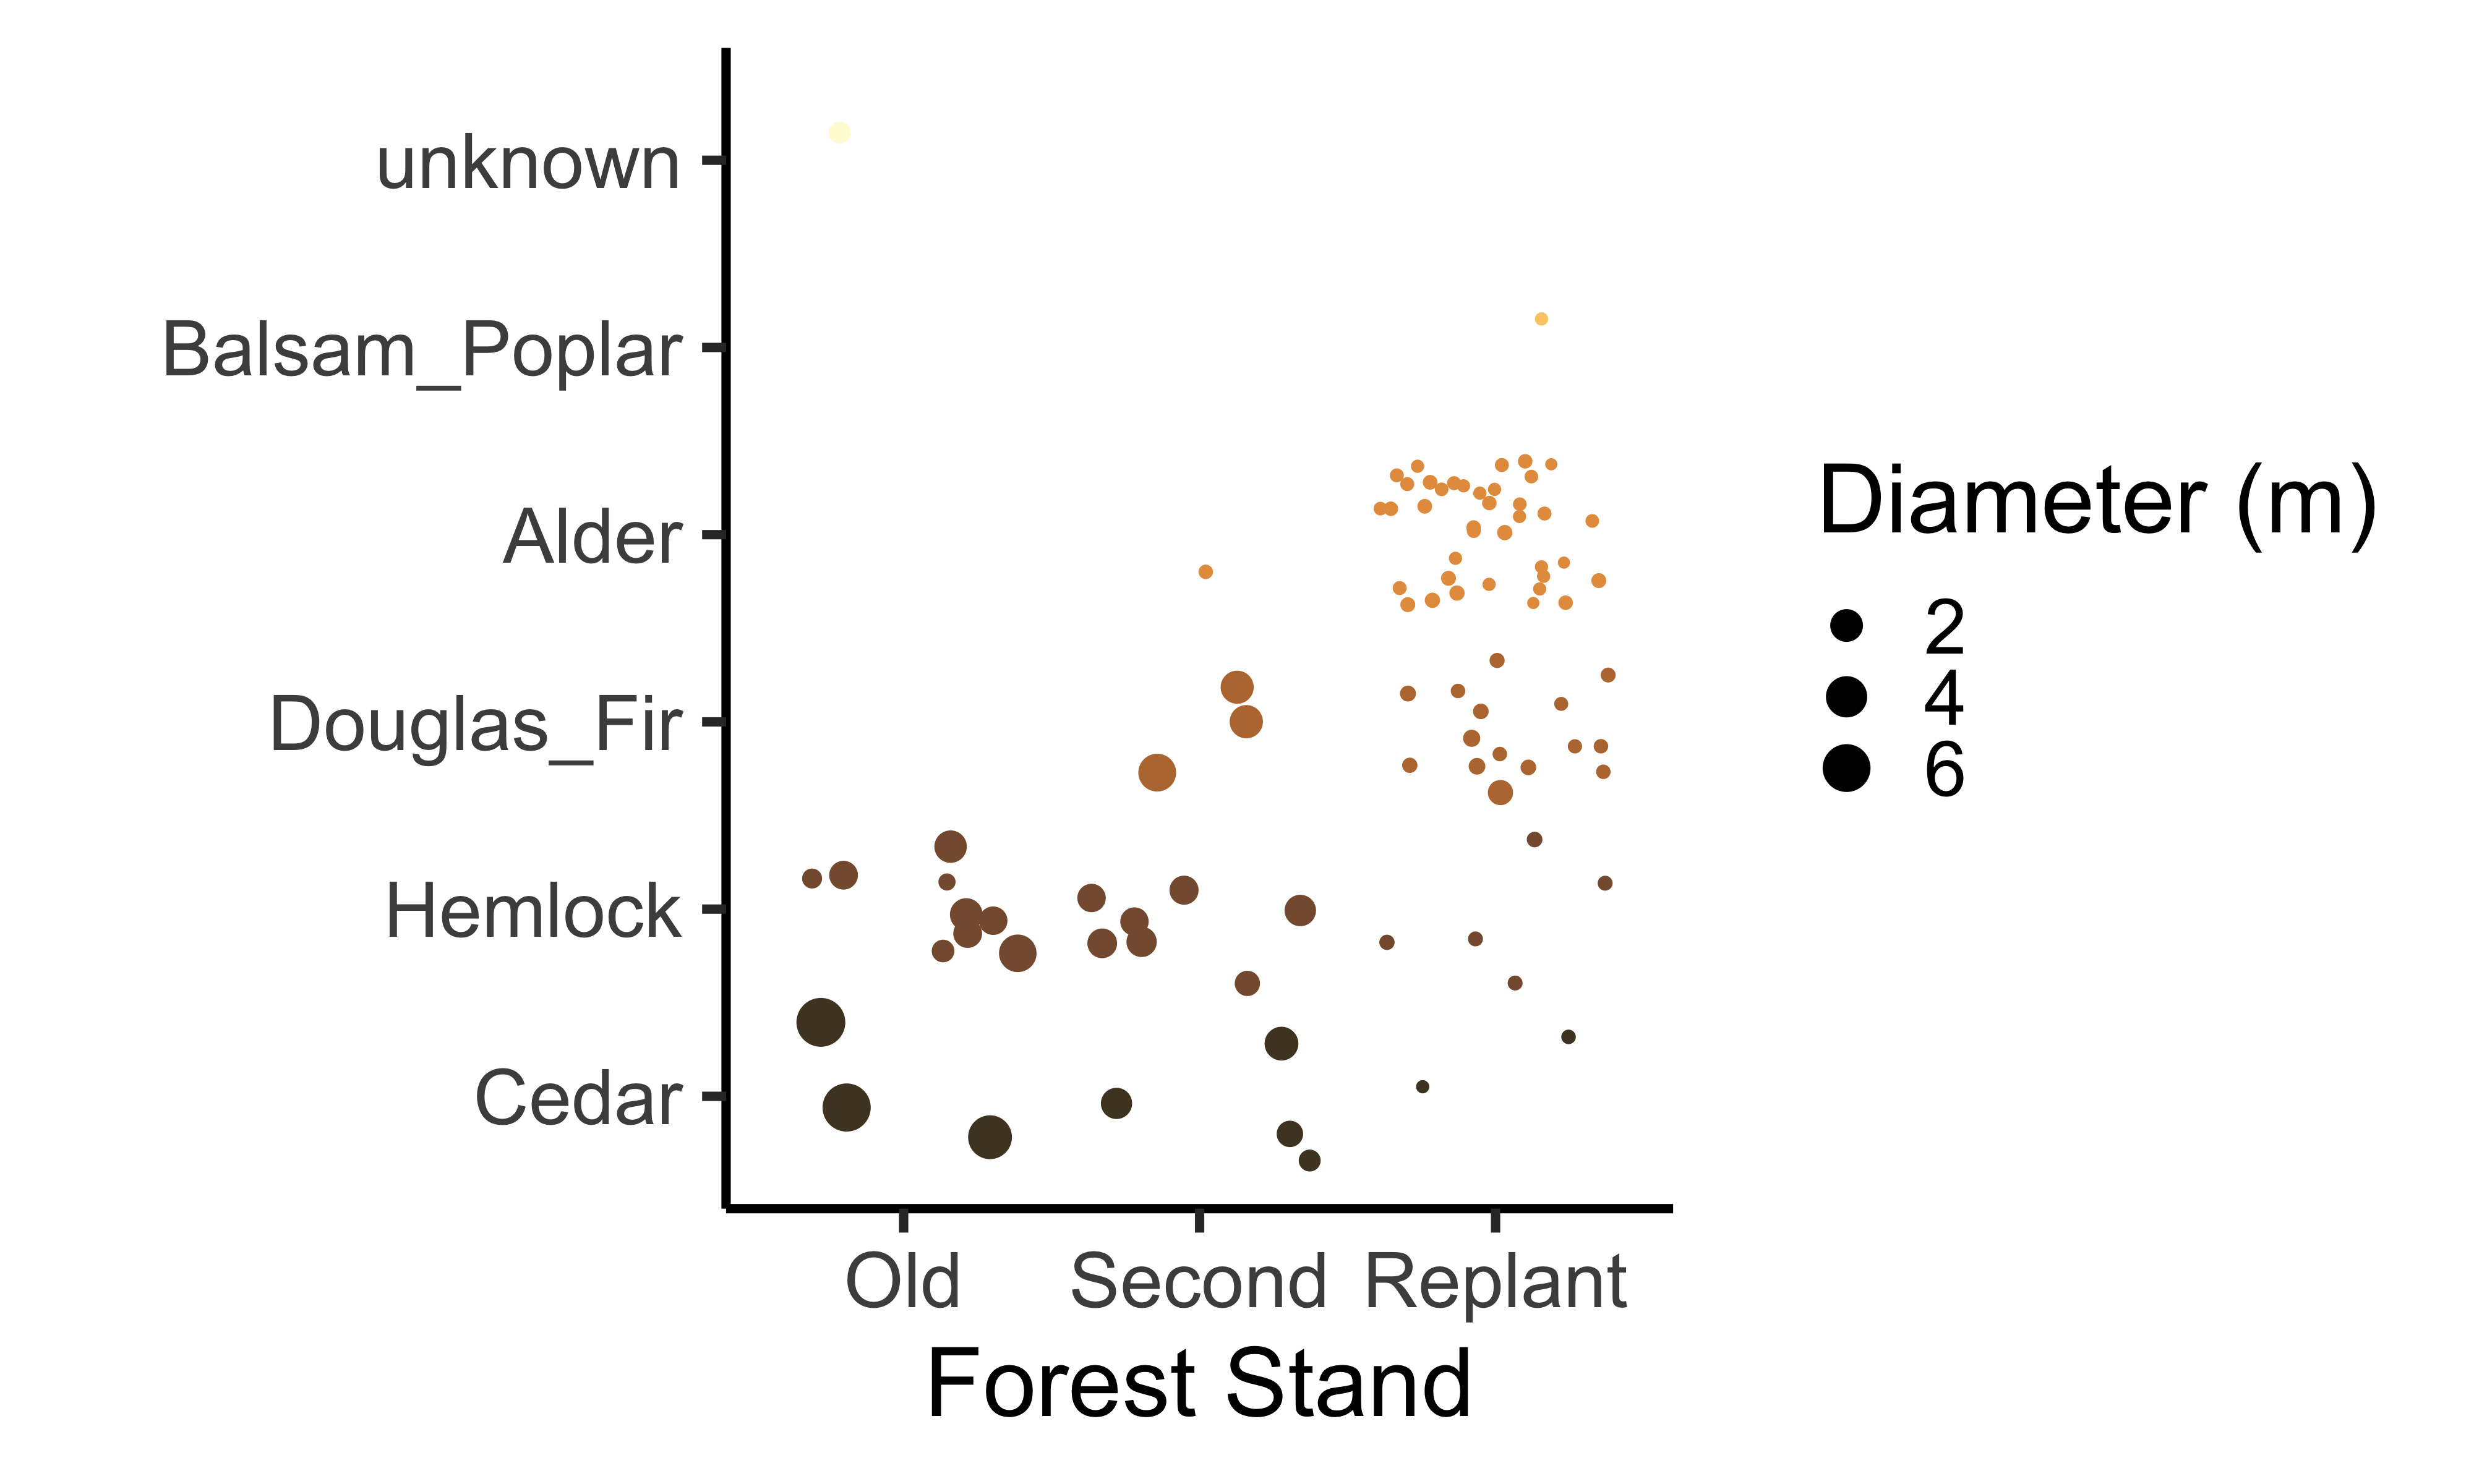 unknown
Balsam_Poplar
Alder
Douglas_Fir
Hemlock
Cedar
Old Second Replant
Forest Stand
Diameter (m)
2
4
6